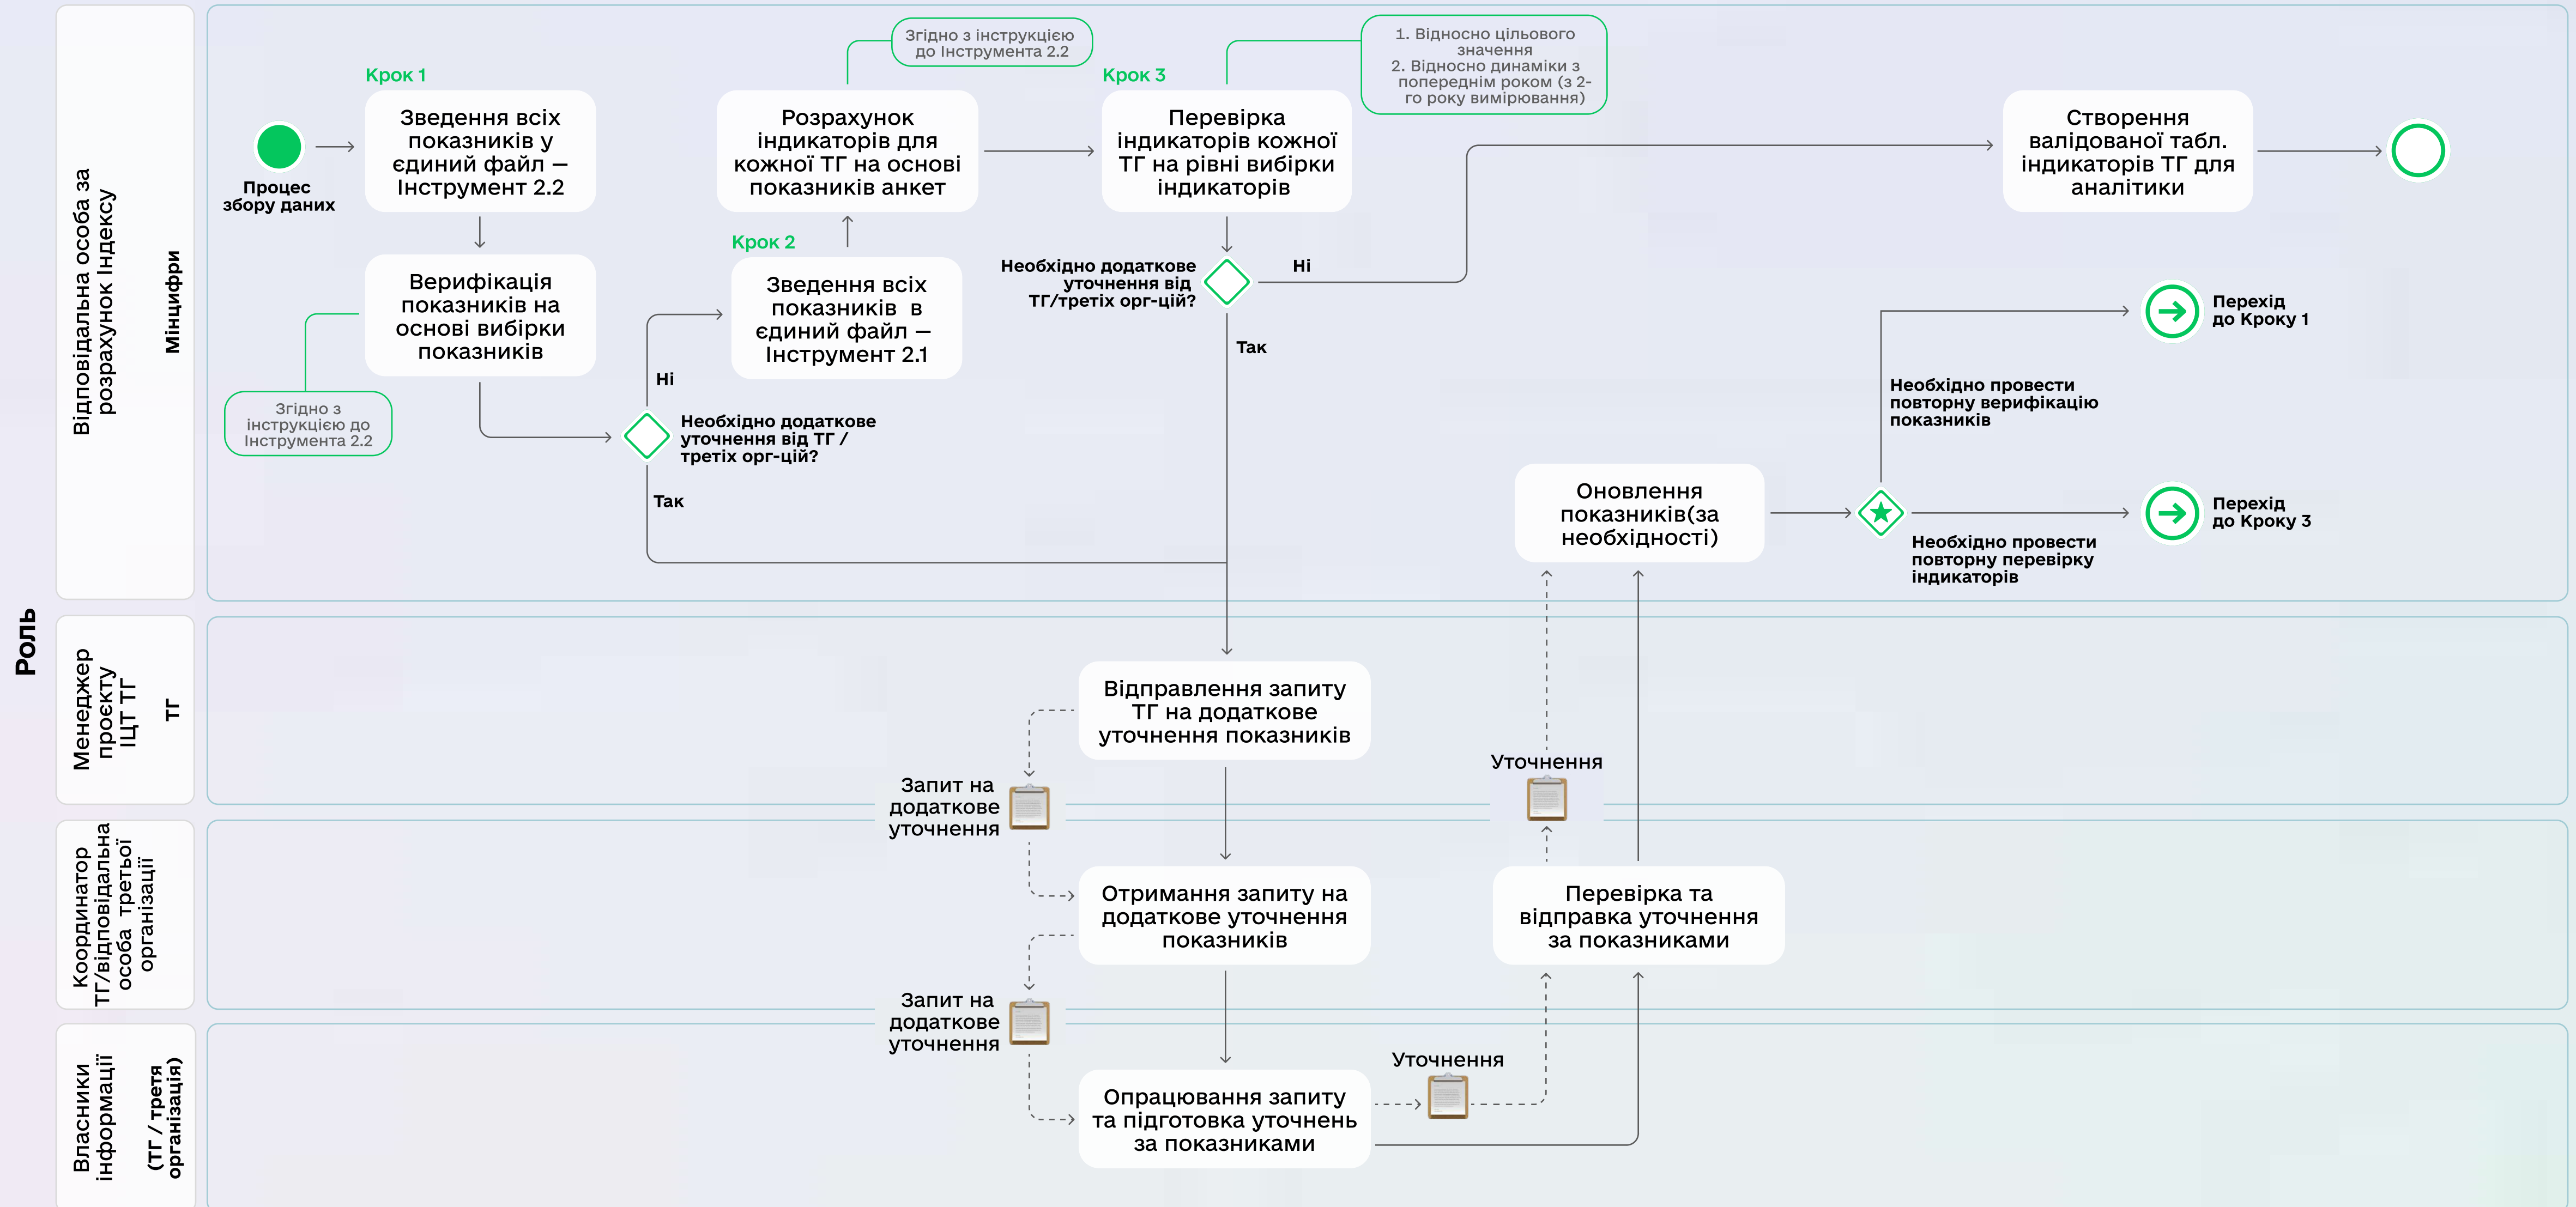 Роль
Відповідальна особа за
розрахунок Індексу
Мінцифри
Процес
збору даних
Крок 1
Зведення всіх
показників у
єдиний файл —
Інструмент 2.2
Верифікація
показників на
основі вибірки
показників
Згідно з
інструкцією до
Інструмента 2.2
Необхідно додаткове
уточнення від ТГ /
третіх орг-цій?
Ні
Так
Крок 2
Зведення всіх
показників в
єдиний файл —
Інструмент 2.1
Розрахунок
індикаторів для
кожної ТГ на основі
показників анкет
Згідно з інструкцією
до Інструмента 2.2
Крок 3
Перевірка
індикаторів кожної
ТГ на рівні вибірки
індикаторів
1. Відносно цільового
значення
2. Відносно динаміки з
попереднім роком (з 2-
го року вимірювання)
Необхідно додаткове
уточнення від
ТГ/третіх орг-цій?
Ні
Так
Створення
валідованої табл.
індикаторів ТГ для
аналітики
Оновлення
показників(за
необхідності)
Необхідно провести
повторну верифікацію
показників
Перехід
до Кроку 1
Необхідно провести
повторну перевірку
індикаторів
Перехід
до Кроку 3
Менеджер
проєкту
ІЦТ ТГ
ТГ
Відправлення запиту
ТГ на додаткове
уточнення показників
Запит на
додаткове
уточнення
Уточнення
Координатор
ТГ/відповідальна
особа третьої
організації
Отримання запиту на
додаткове уточнення
показників
Перевірка та
відправка уточнення
за показниками
Запит на
додаткове
уточнення
Власники
інформації
(ТГ / третя
організація)
Опрацювання запиту
та підготовка уточнень
за показниками
Уточнення